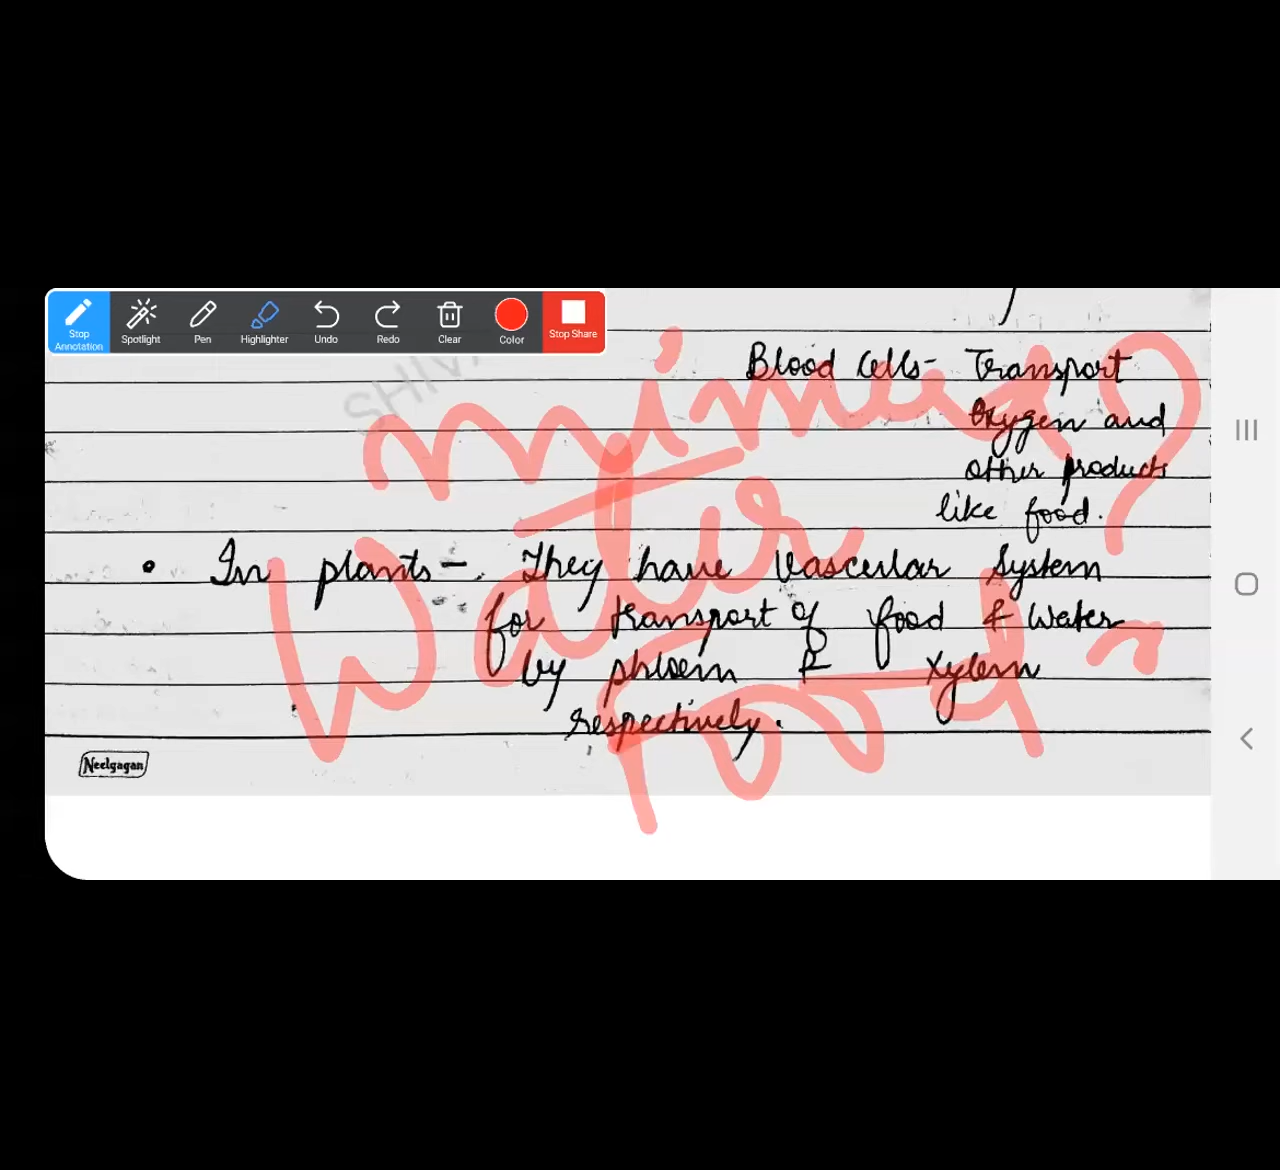 Stop Annotation
Spotlight
Pen
Highlighter
Undo
Redo
Clear
Color
Stop Share
SHIV
Blood Cells- Transport
Oxygen and
other products
like food.
• In plants-. They have Vascular System
for transport of food & Water
by phloem & Xylem
respectively.
Water
food
Neelgagan